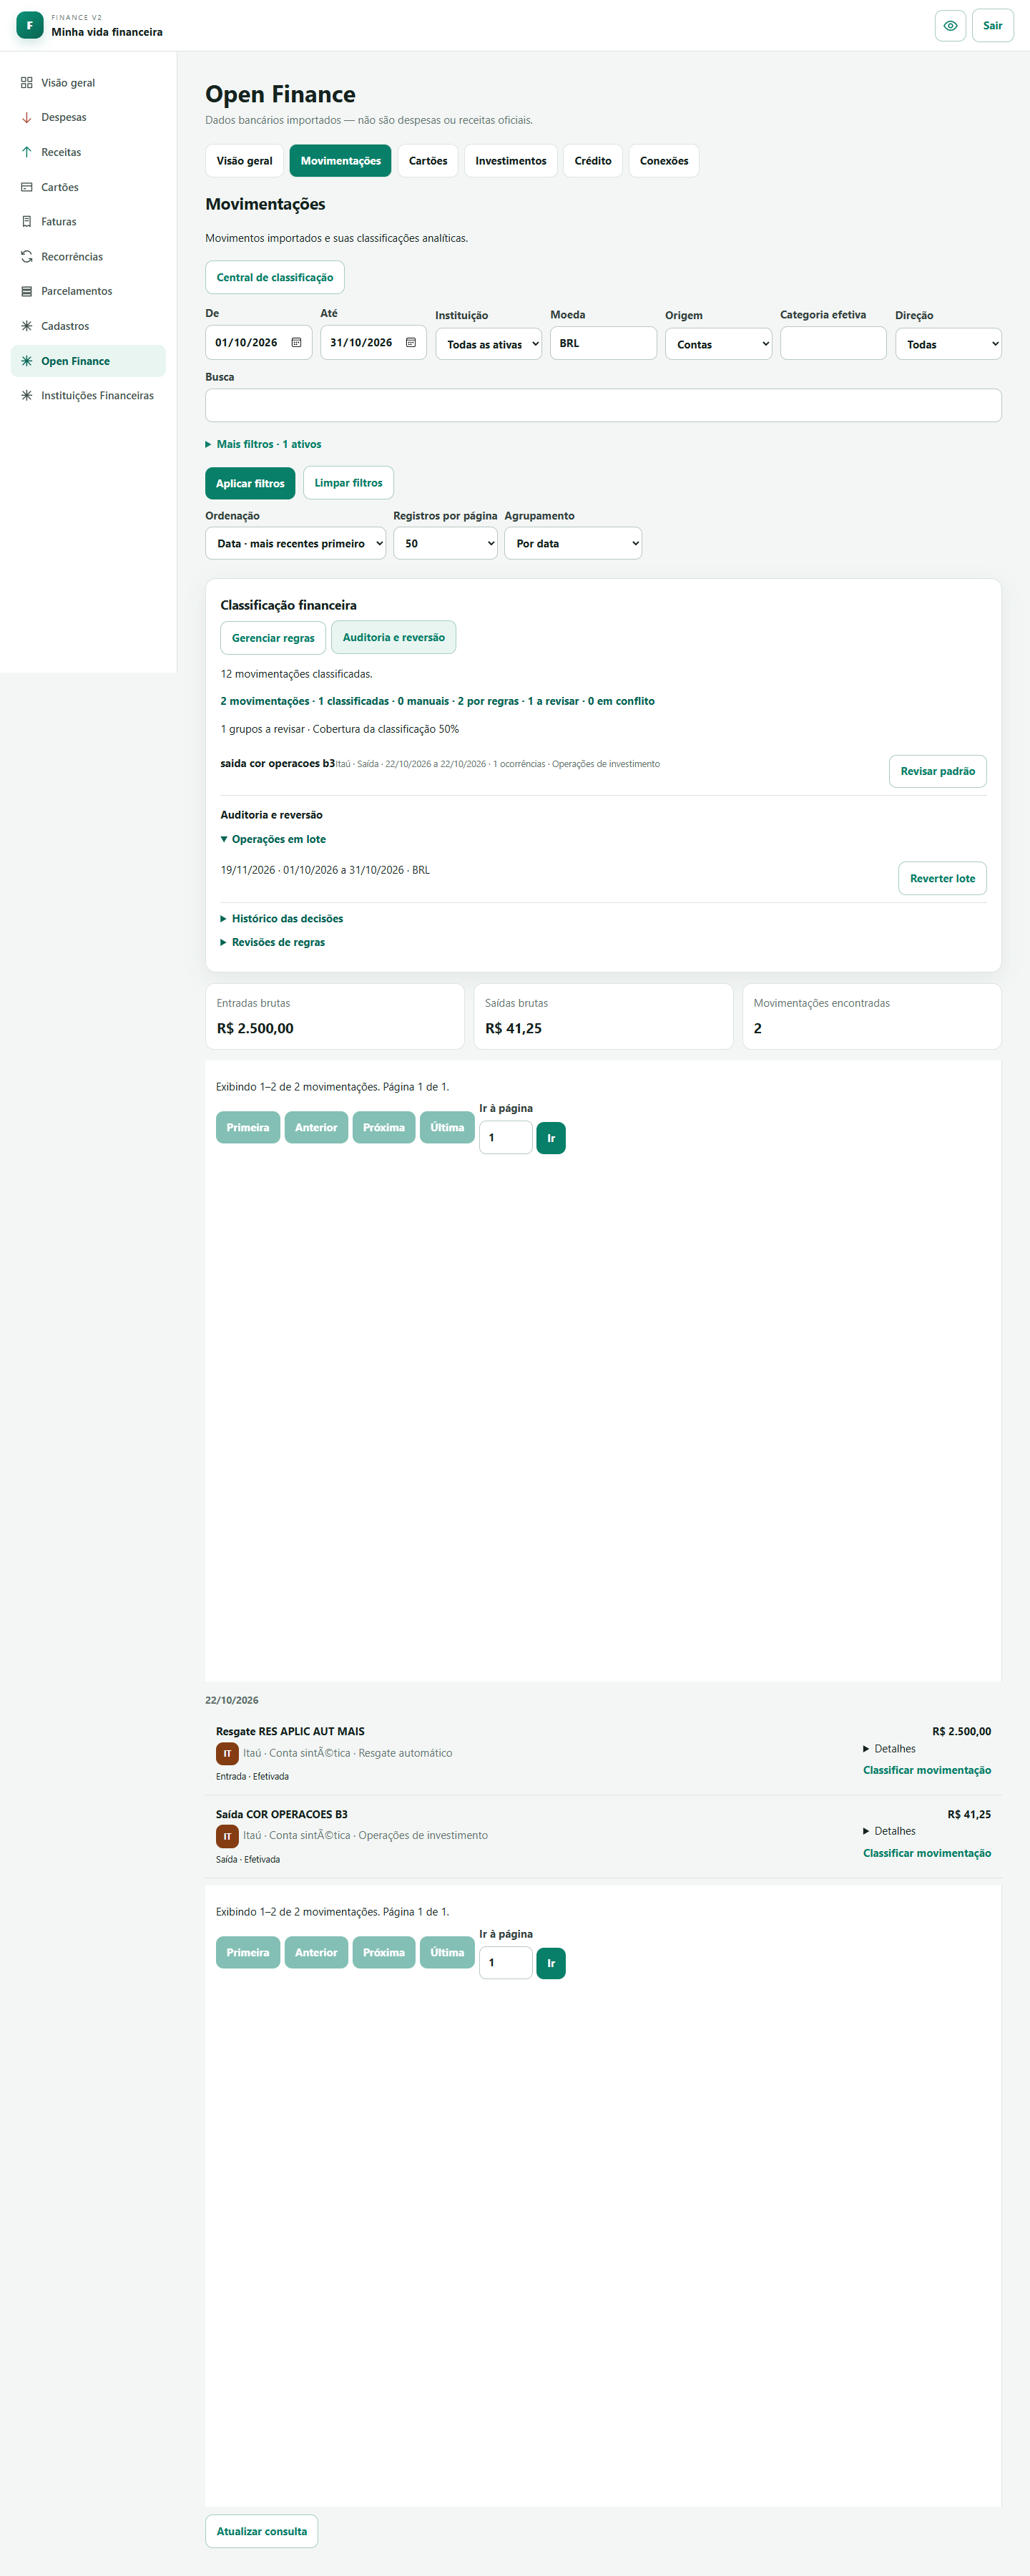 F
FINANCE V2
Minha vida financeira
Sair
Visão geral
Despesas
Receitas
Cartões
Faturas
Recorrências
Parcelamentos
Cadastros
Open Finance
Instituições Financeiras
Open Finance
Dados bancários importados — não são despesas ou receitas oficiais.
Visão geral Movimentações Cartões Investimentos Crédito Conexões
Movimentações
Movimentos importados e suas classificações analíticas.
Central de classificação
De Até Instituição Moeda Origem Categoria efetiva Direção
01/10/2026 31/10/2026 Todas as ativas BRL Contas Todas
Busca
Mais filtros · 1 ativos
Aplicar filtros Limpar filtros
Ordenação Registros por página Agrupamento
Data · mais recentes primeiro 50 Por data
Classificação financeira
Gerenciar regras Auditoria e reversão
12 movimentações classificadas.
2 movimentações · 1 classificadas · 0 manuais · 2 por regras · 1 a revisar · 0 em conflito
1 grupos a revisar · Cobertura da classificação 50%
saida cor operacoes b3Itaú · Saída · 22/10/2026 a 22/10/2026 · 1 ocorrências · Operações de investimento
Revisar padrão
Auditoria e reversão
Operações em lote
19/11/2026 · 01/10/2026 a 31/10/2026 · BRL
Reverter lote
Histórico das decisões
Revisões de regras
Entradas brutas
R$ 2.500,00
Saídas brutas
R$ 41,25
Movimentações encontradas
2
Exibindo 1–2 de 2 movimentações. Página 1 de 1.
Ir à página
Primeira Anterior Próxima Última 1 Ir
22/10/2026
Resgate RES APLIC AUT MAIS
R$ 2.500,00
IT Itaú · Conta sintÃ©tica · Resgate automático
Detalhes
Entrada · Efetivada
Classificar movimentação
Saída COR OPERACOES B3
R$ 41,25
IT Itaú · Conta sintÃ©tica · Operações de investimento
Detalhes
Saída · Efetivada
Classificar movimentação
Exibindo 1–2 de 2 movimentações. Página 1 de 1.
Ir à página
Primeira Anterior Próxima Última 1 Ir
Atualizar consulta